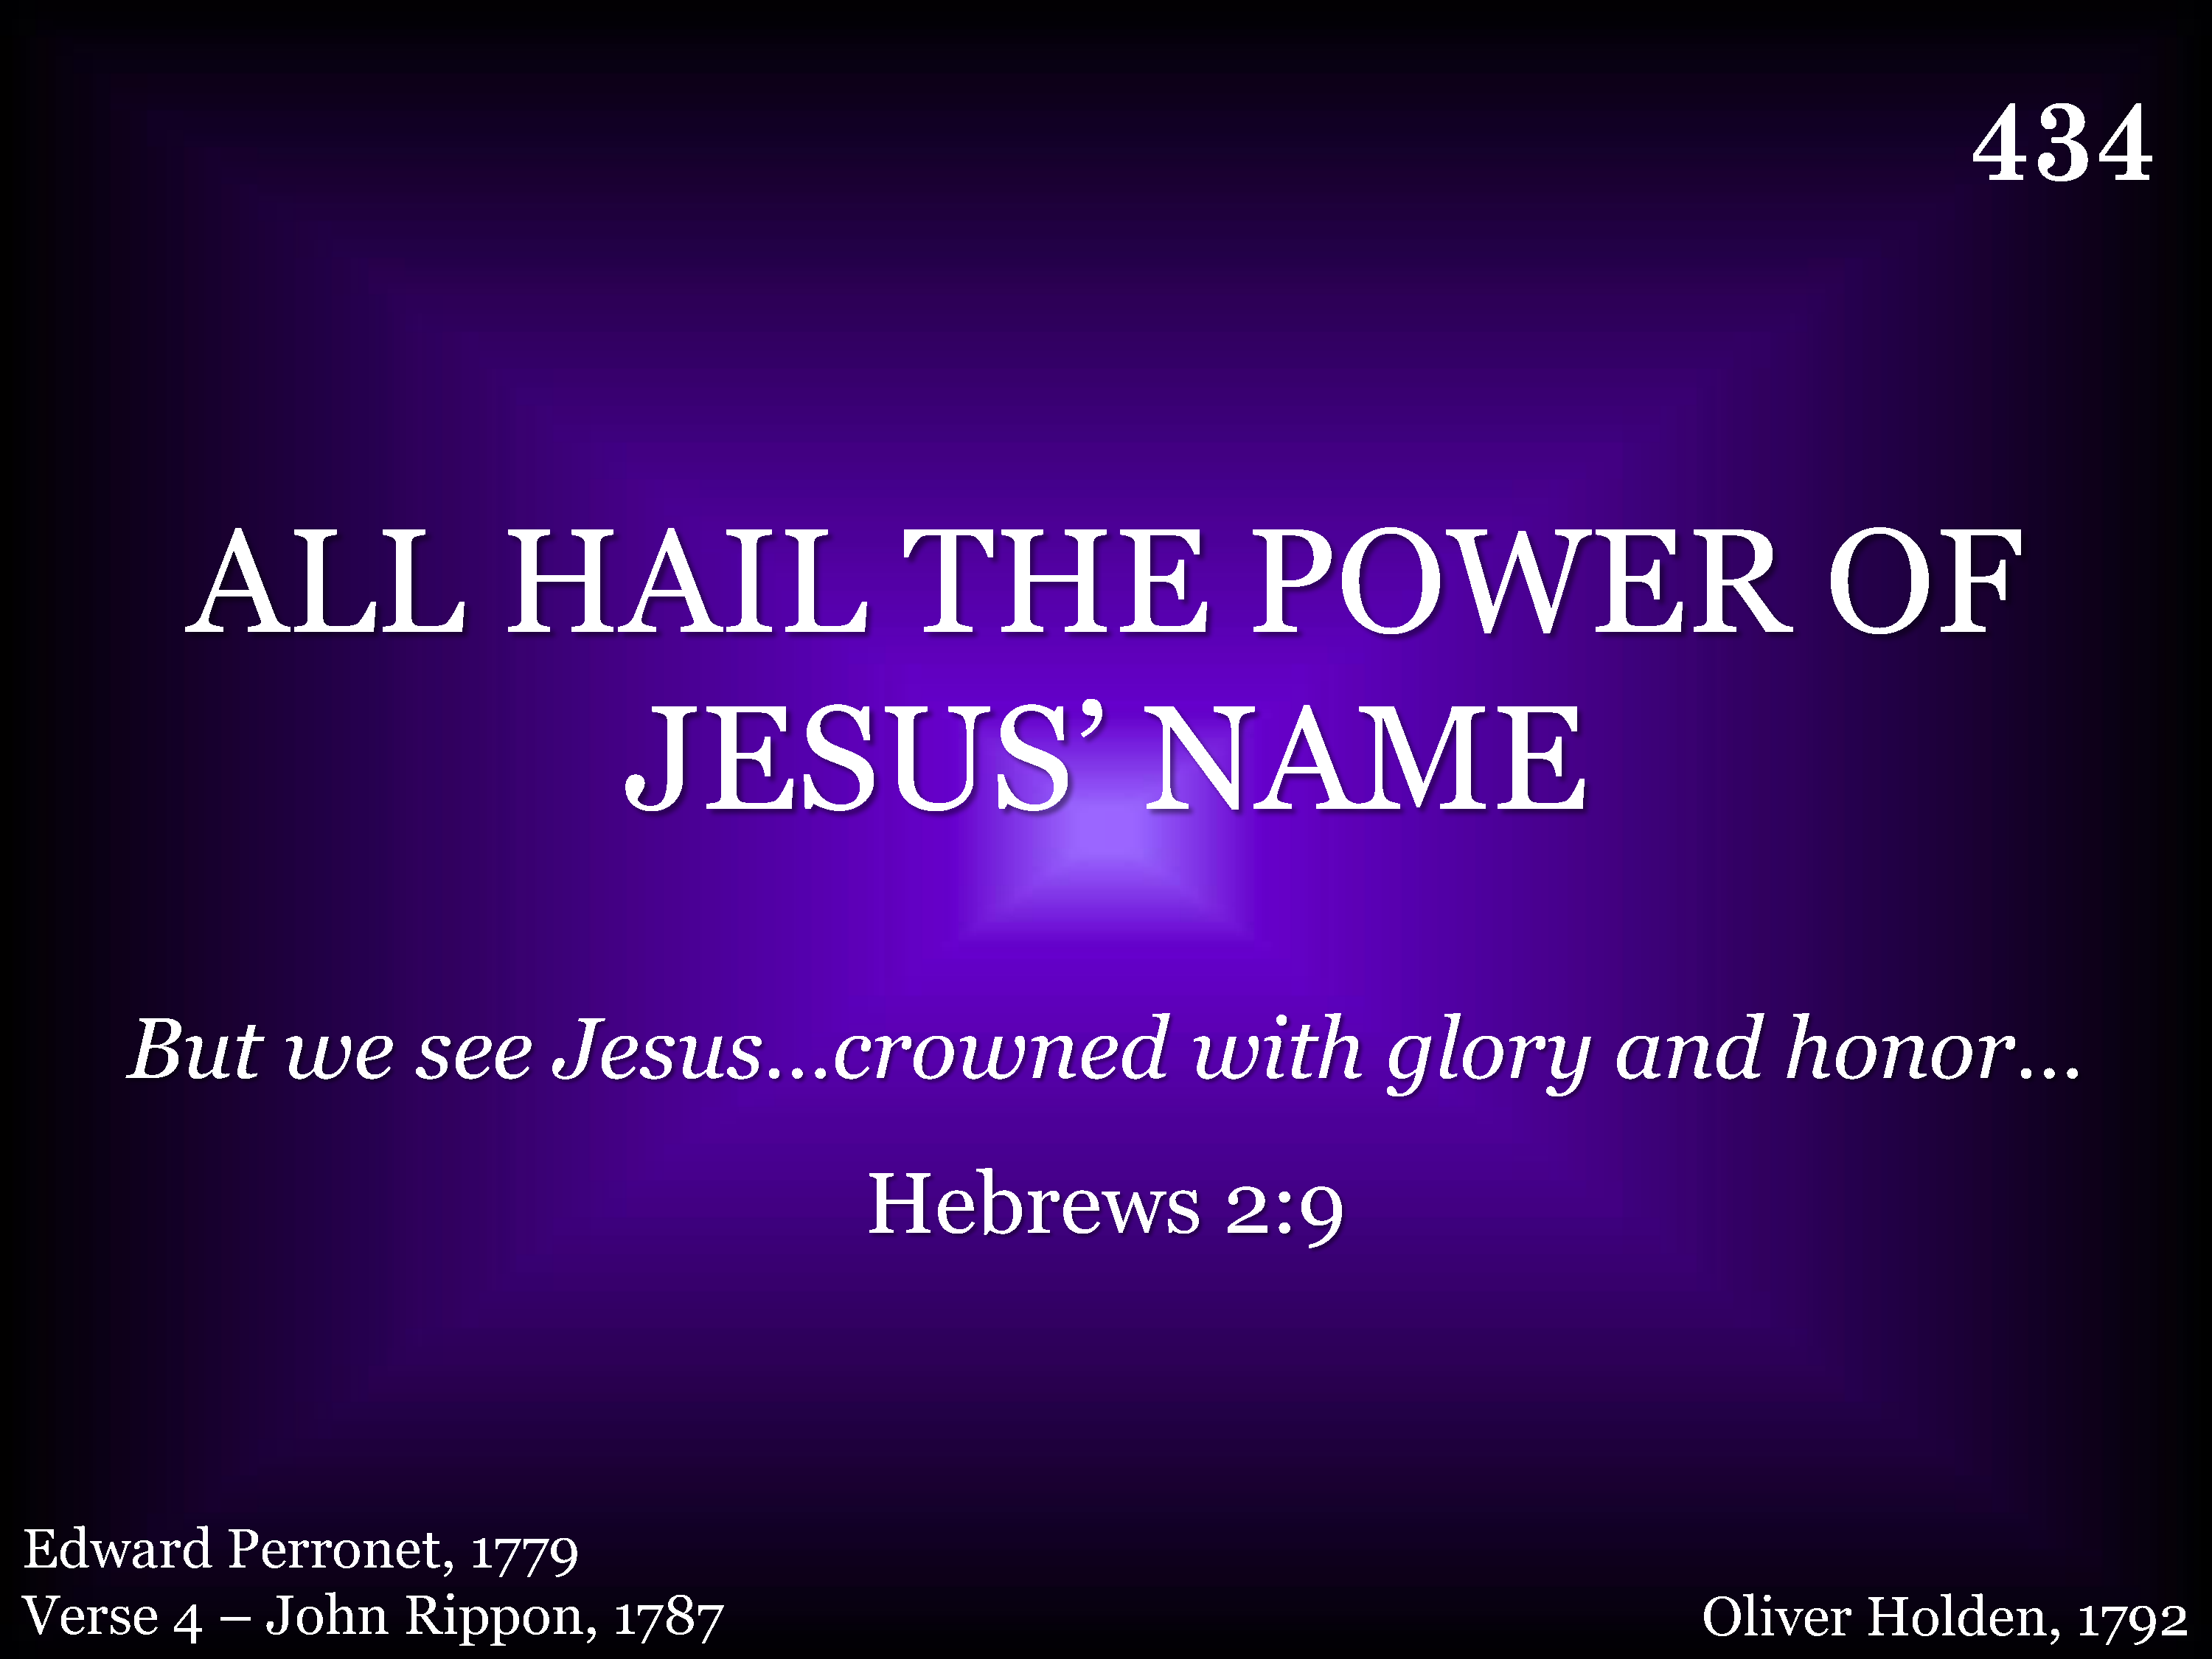 434
ALL HAIL THE POWER OF
JESUS’ NAME
But we see Jesus…crowned with glory and honor…
Hebrews 2:9
Edward Perronet, 1779
Verse 4 – John Rippon, 1787
Oliver Holden, 1792